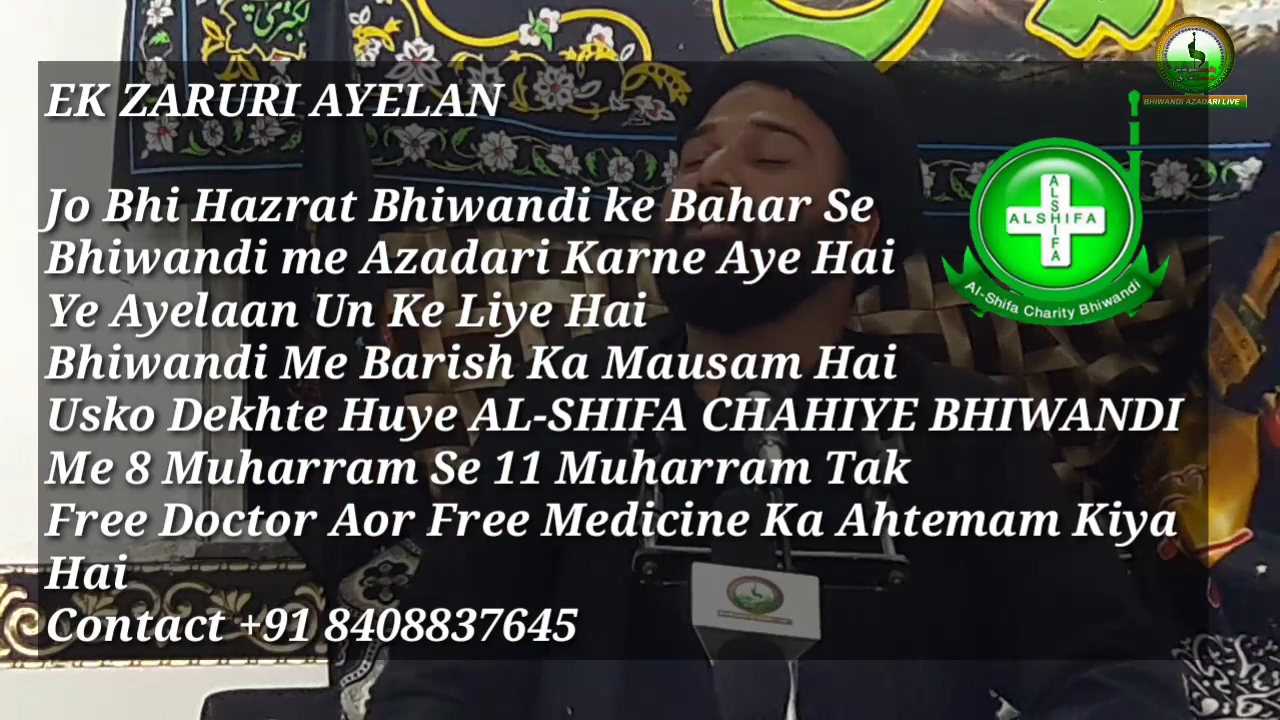 EK ZARURI AYELAN
Jo Bhi Hazrat Bhiwandi ke Bahar Se
Bhiwandi me Azadari Karne Aye Hai
Ye Ayelaan Un Ke Liye Hai
Bhiwandi Me Barish Ka Mausam Hai
Usko Dekhte Huye AL-SHIFA CHAHIYE BHIWANDI
Me 8 Muharram Se 11 Muharram Tak
Free Doctor Aor Free Medicine Ka Ahtemam Kiya
Hai
Contact +91 8408837645
BHIWANDI AZADARI LIVE
ALSHIFA
ALSHIFA
Al-Shifa Charity Bhiwandi